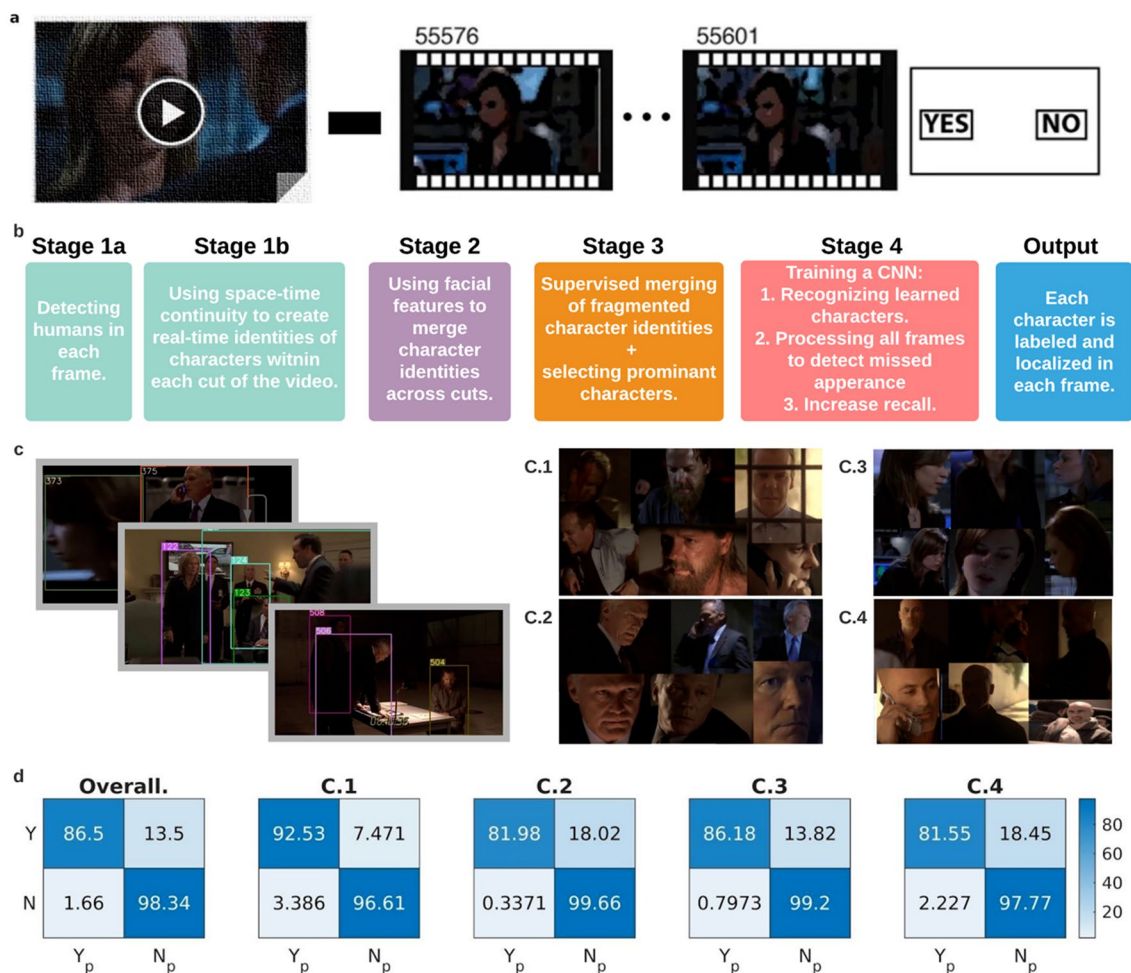 a
55576
55601
YES NO
b
Stage 1a
Stage 1b
Stage 2
Stage 3
Stage 4
Output
Detecting
humans in
each
frame.
Using space-time
continuity to create
real-time identities of
characters witnin
each cut of the video.
Using facial
features to
merge
character
identities
across cuts.
Supervised merging
of fragmented
character identities
+
selecting prominant
characters.
Training a CNN:
1. Recognizing learned
characters.
2. Processing all frames
to detect missed
apperance
3. Increase recall.
Each
character is
labeled and
localized in
each frame.
c
373
375
122
124
123
508
506
504
C.1
C.3
C.2
C.4
d
Overall. C.1 C.2 C.3 C.4
Y 86.5 13.5 92.53 7.471 81.98 18.02 86.18 13.82 81.55 18.45
N 1.66 98.34 3.386 96.61 0.3371 99.66 0.7973 99.2 2.227 97.77
Yp Np Yp Np Yp Np Yp Np Yp Np
80
60
40
20